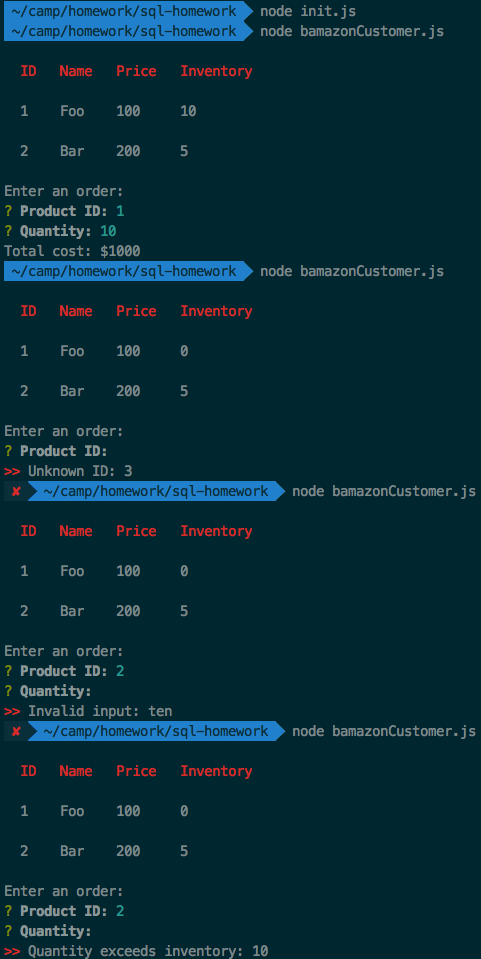 ~/camp/homework/sql-homework node init.js
~/camp/homework/sql-homework node bamazonCustomer.js
ID Name Price Inventory
1 Foo 100 10
2 Bar 200 5
Enter an order:
? Product ID: 1
? Quantity: 10
Total cost: $1000
~/camp/homework/sql-homework node bamazonCustomer.js
ID Name Price Inventory
1 Foo 100 0
2 Bar 200 5
Enter an order:
? Product ID:
>> Unknown ID: 3
✘ ~/camp/homework/sql-homework node bamazonCustomer.js
ID Name Price Inventory
1 Foo 100 0
2 Bar 200 5
Enter an order:
? Product ID: 2
? Quantity:
>> Invalid input: ten
✘ ~/camp/homework/sql-homework node bamazonCustomer.js
ID Name Price Inventory
1 Foo 100 0
2 Bar 200 5
Enter an order:
? Product ID: 2
? Quantity:
>> Quantity exceeds inventory: 10